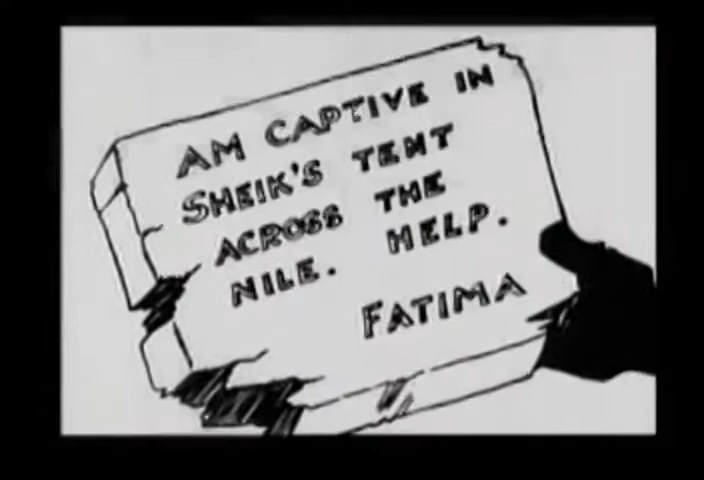 AM CAPTIVE IN
SHEIK'S TENT
ACROSS THE
NILE. HELP.
FATIMA